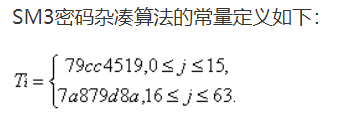 SM3密码杂凑算法的常量定义如下：
Ti = { 79cc4519,0 ≤ j ≤ 15,
7a879d8a,16 ≤ j ≤ 63.